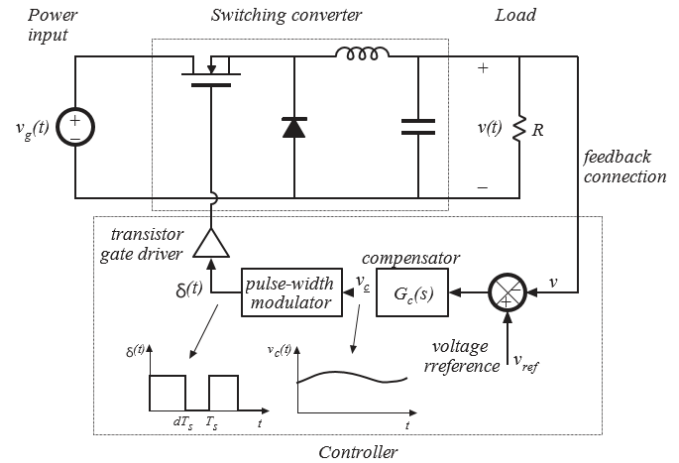 Power input
Switching converter
Load
v_g(t)
+
−
+
v(t)
−
R
feedback
connection
transistor
gate driver
δ(t)
pulse-width
modulator
v_c
compensator
G_c(s)
−
+
v
voltage
rreference
v_ref
δ(t)
dT_s
T_s
t
v_c(t)
t
Controller